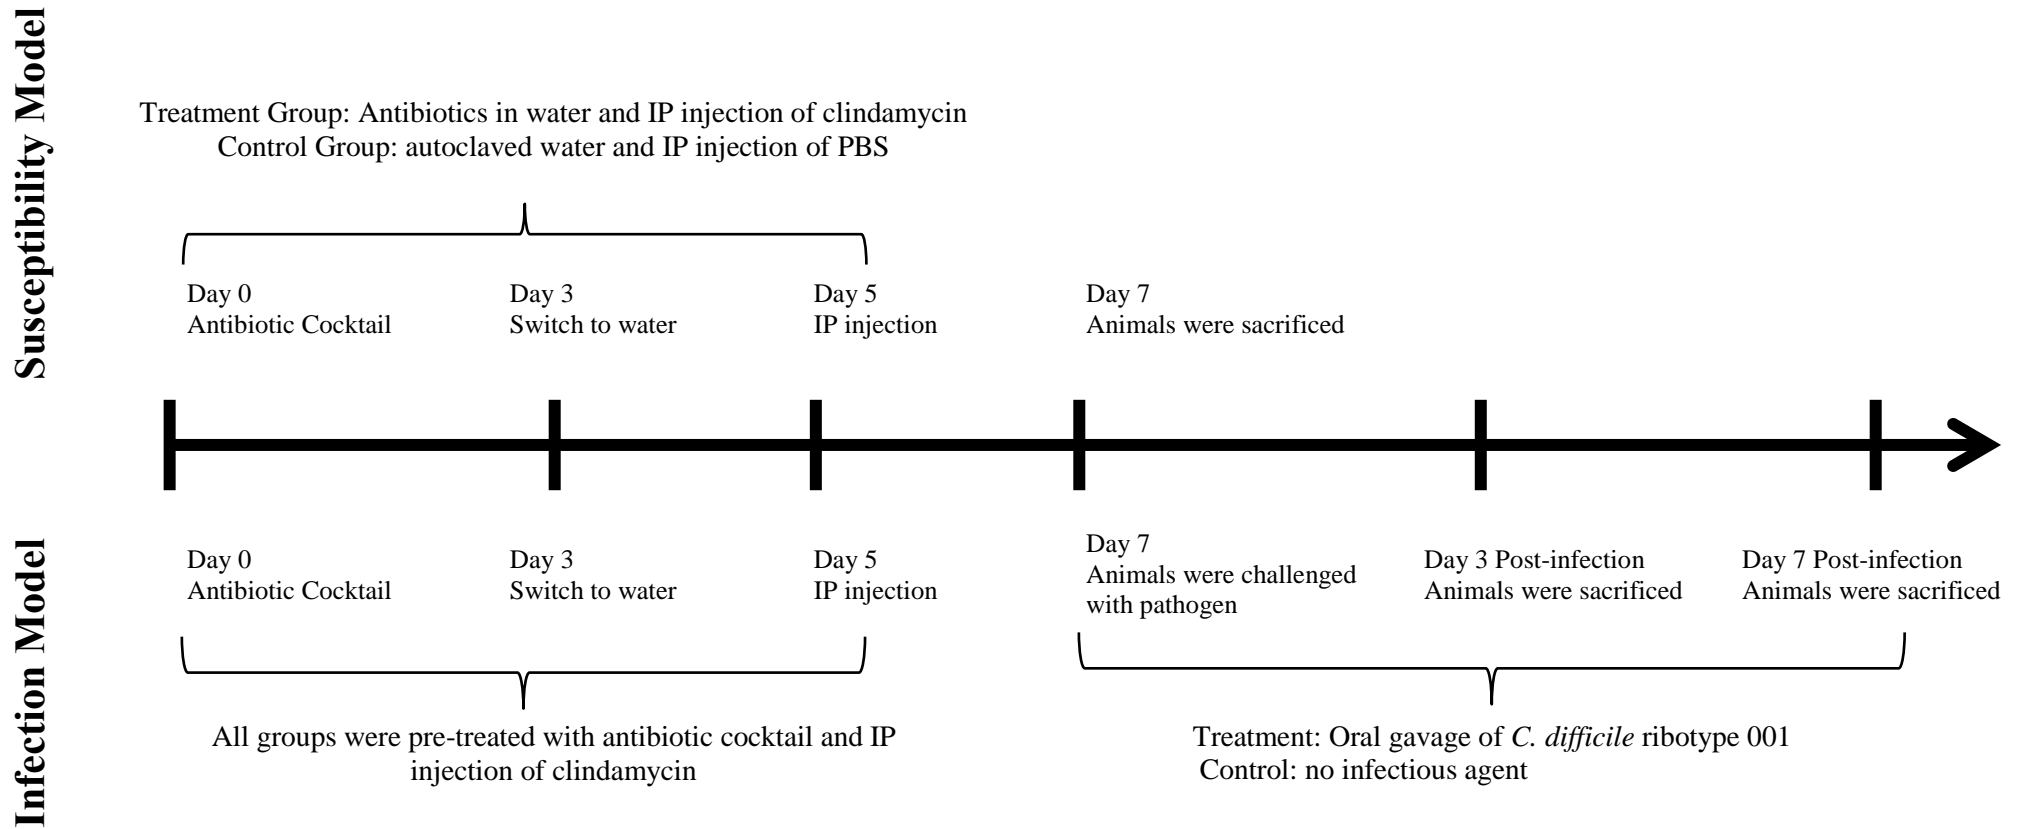 Susceptibility Model
Treatment Group: Antibiotics in water and IP injection of clindamycin
Control Group: autoclaved water and IP injection of PBS
Day 0
Antibiotic Cocktail
Day 3
Switch to water
Day 5
IP injection
Day 7
Animals were sacrificed
Infection Model
Day 0
Antibiotic Cocktail
Day 3
Switch to water
Day 5
IP injection
Day 7
Animals were challenged
with pathogen
Day 3 Post-infection
Animals were sacrificed
Day 7 Post-infection
Animals were sacrificed
All groups were pre-treated with antibiotic cocktail and IP
injection of clindamycin
Treatment: Oral gavage of C. difficile ribotype 001
Control: no infectious agent